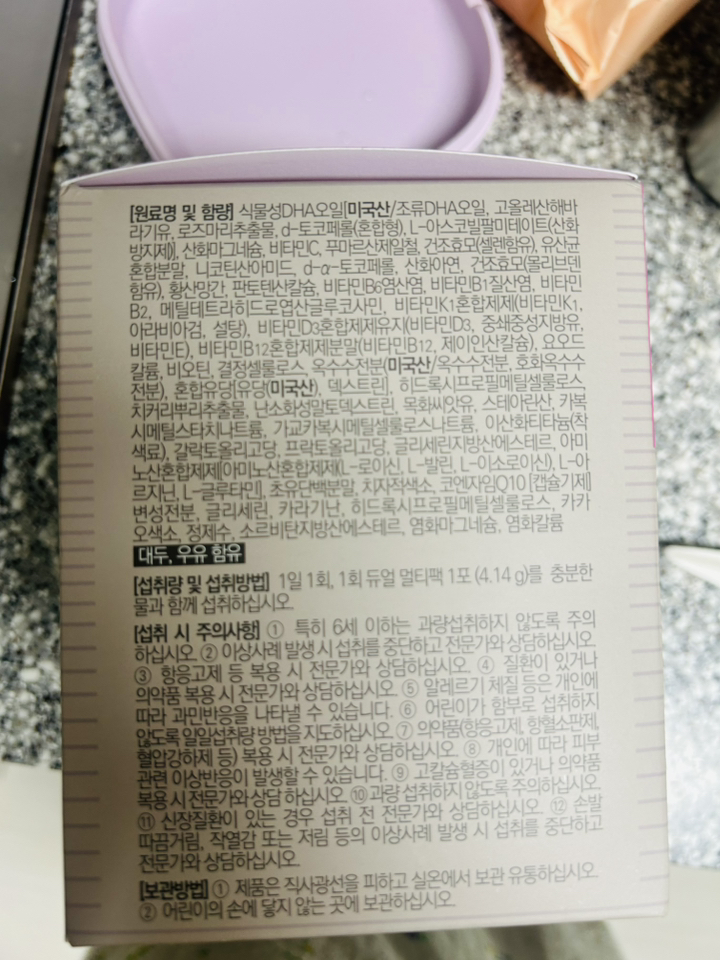 [원료명 및 함량] 식물성DHA오일[미국산/조류DHA오일, 고올레산해바
라기유, 로즈마리추출물, d-토코페롤(혼합형), L-아스코빌팔미테이트(산화
방지제)], 산화마그네슘, 비타민C, 푸마르산제일철, 건조효모(셀렌함유), 유산균
혼합분말, 니코틴산아미드, d-α-토코페롤, 산화아연, 건조효모(몰리브덴
함유), 황산망간, 판토텐산칼슘, 비타민B6염산염, 비타민B1질산염, 비타민
B2, 메틸테트라히드로엽산글루코사민, 비타민K1혼합제제(비타민K1,
아라비아검, 설탕), 비타민D3혼합제제유지(비타민D3, 중쇄중성지방유,
비타민E), 비타민B12혼합제제분말(비타민B12, 제이인산칼슘), 요오드
칼륨, 비오틴, 결정셀룰로스, 옥수수전분(미국산/옥수수전분, 호화옥수수
전분), 혼합유당[유당(미국산), 덱스트린], 히드록시프로필메틸셀룰로스
치커리뿌리추출물, 난소화성말토덱스트린, 목화씨앗유, 스테아린산, 카복
시메틸스타치나트륨, 가교카복시메틸셀룰로스나트륨, 이산화티타늄(착
색료), 갈락토올리고당, 프락토올리고당, 글리세린지방산에스테르, 아미
노산혼합제제[아미노산혼합제제(L-로이신, L-발린, L-이소로이신), L-아
르지닌, L-글루타민], 초유단백분말, 치자적색소, 코엔자임Q10 [캡슐기제]
변성전분, 글리세린, 카라기난, 히드록시프로필메틸셀룰로스, 카카
오색소, 정제수, 소르비탄지방산에스테르, 염화마그네슘, 염화칼륨
대두, 우유 함유
[섭취량 및 섭취방법] 1일 1회, 1회 듀얼 멀티팩 1포 (4.14 g)를 충분한
물과 함께 섭취하십시오.
[섭취 시 주의사항] ① 특히 6세 이하는 과량섭취하지 않도록 주의
하십시오. ② 이상사례 발생 시 섭취를 중단하고 전문가와 상담하십시오.
③ 항응고제 등 복용 시 전문가와 상담하십시오. ④ 질환이 있거나
의약품 복용 시 전문가와 상담하십시오. ⑤ 알레르기 체질 등은 개인에
따라 과민반응을 나타낼 수 있습니다. ⑥ 어린이가 함부로 섭취하지
않도록 일일섭취량 방법을 지도하십시오. ⑦ 의약품(항응고제, 항혈소판제,
혈압강하제 등) 복용 시 전문가와 상담하십시오. ⑧ 개인에 따라 피부
관련 이상반응이 발생할 수 있습니다. ⑨ 고칼슘혈증이 있거나 의약품
복용 시 전문가와 상담 하십시오. ⑩ 과량 섭취하지 않도록 주의하십시오.
⑪ 신장질환이 있는 경우 섭취 전 전문가와 상담하십시오. ⑫ 손발
따끔거림, 작열감 또는 저림 등의 이상사례 발생 시 섭취를 중단하고
전문가와 상담하십시오.
[보관방법] ① 제품은 직사광선을 피하고 실온에서 보관 유통하십시오.
② 어린이의 손에 닿지 않는 곳에 보관하십시오.